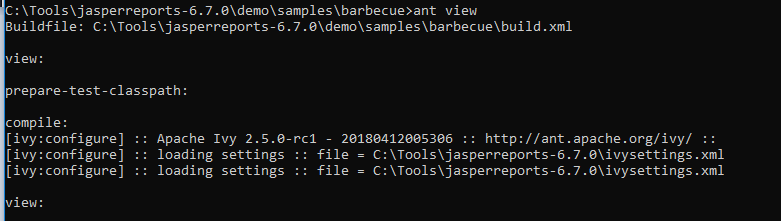 C:\Tools\jasperreports-6.7.0\demo\samples\barbecue>ant view
Buildfile: C:\Tools\jasperreports-6.7.0\demo\samples\barbecue\build.xml
view:
prepare-test-classpath:
compile:
[ivy:configure] :: Apache Ivy 2.5.0-rc1 - 20180412005306 :: http://ant.apache.org/ivy/ ::
[ivy:configure] :: loading settings :: file = C:\Tools\jasperreports-6.7.0\ivysettings.xml
[ivy:configure] :: loading settings :: file = C:\Tools\jasperreports-6.7.0\ivysettings.xml
view: